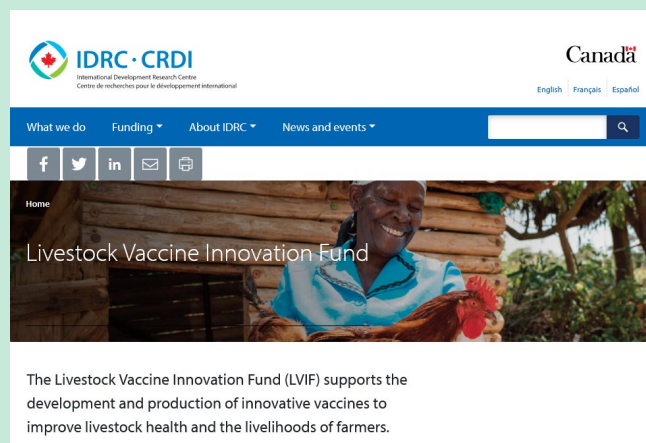 IDRC · CRDI
International Development Research Centre
Centre de recherches pour le développement international
Canada
English Français Español
What we do Funding About IDRC News and events
Home
Livestock Vaccine Innovation Fund
The Livestock Vaccine Innovation Fund (LVIF) supports the
development and production of innovative vaccines to
improve livestock health and the livelihoods of farmers.